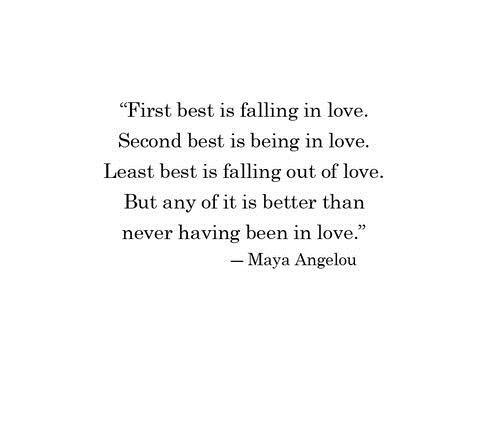 “First best is falling in love.
Second best is being in love.
Least best is falling out of love.
But any of it is better than
never having been in love.”
— Maya Angelou